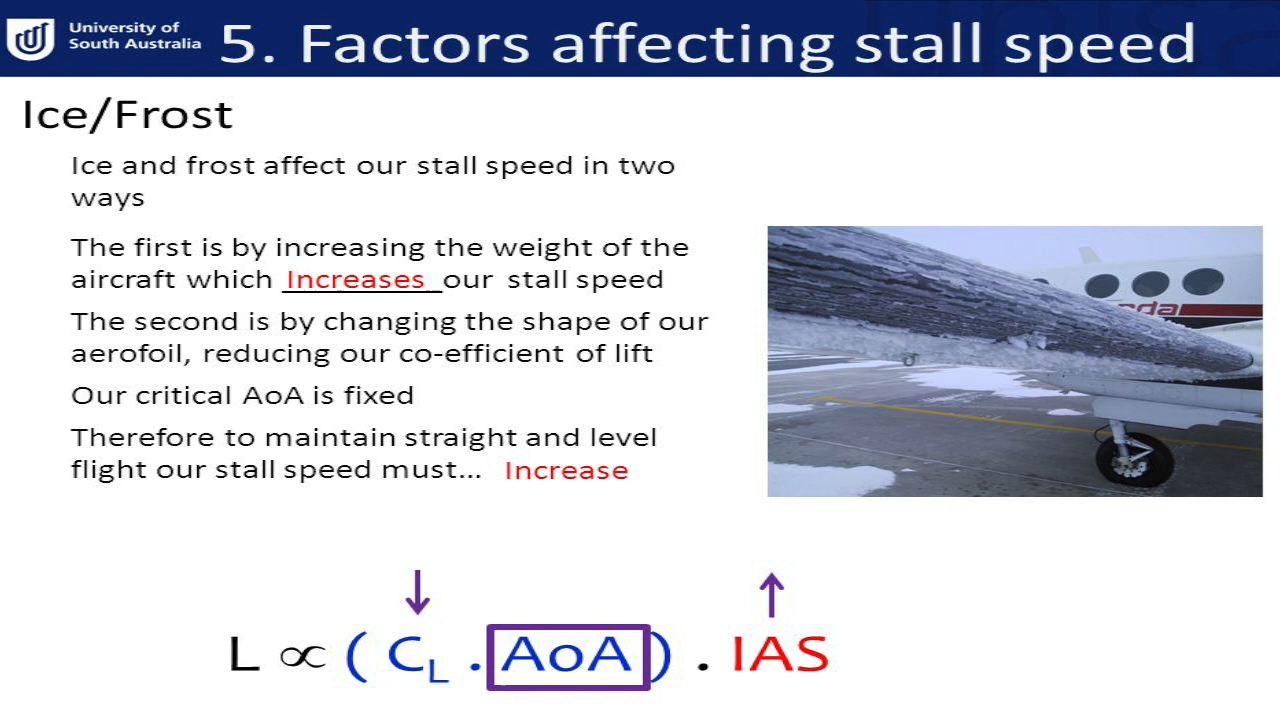 University of
South Australia
5. Factors affecting stall speed
Ice/Frost
Ice and frost affect our stall speed in two
ways
The first is by increasing the weight of the
aircraft which Increases our stall speed
The second is by changing the shape of our
aerofoil, reducing our co-efficient of lift
Our critical AoA is fixed
Therefore to maintain straight and level
flight our stall speed must... Increase
L ∝ ( CL . AoA ) . IAS